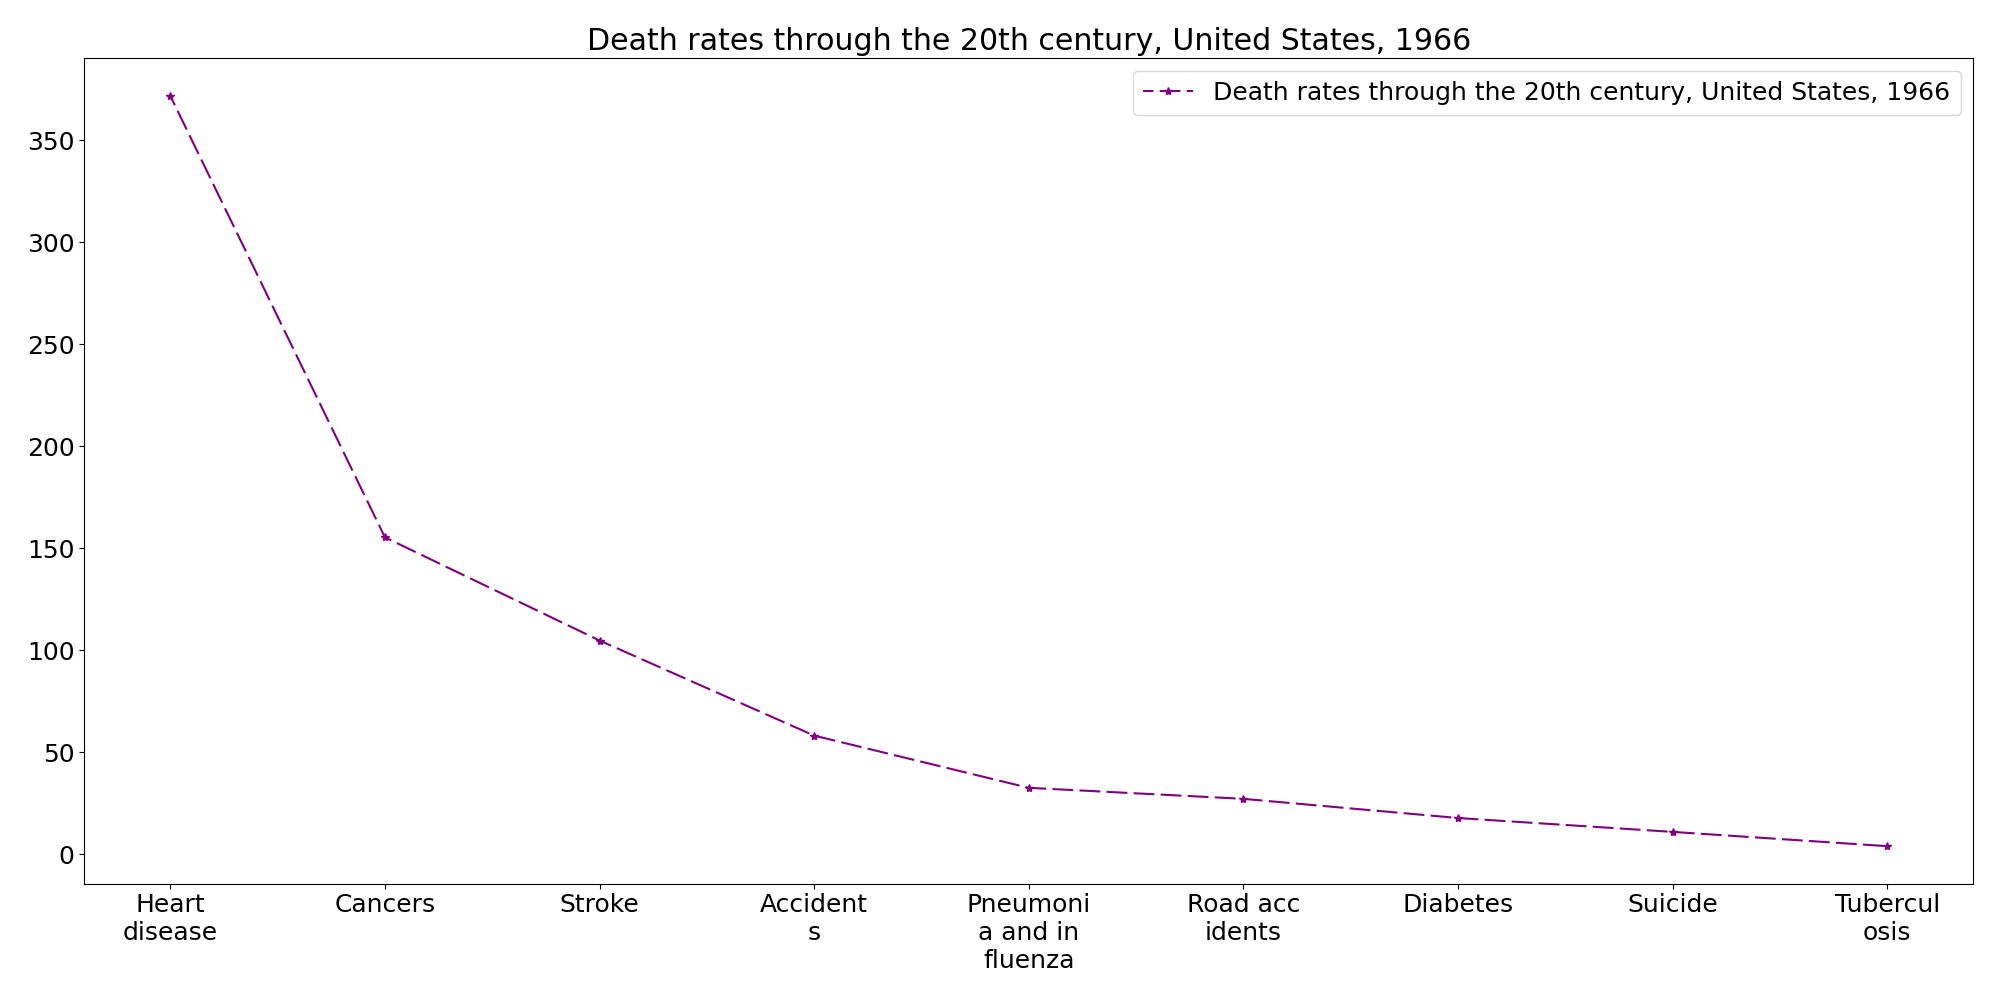 Death rates through the 20th century, United States, 1966
Death rates through the 20th century, United States, 1966
350
300
250
200
150
100
50
0
Heart
disease
Cancers
Stroke
Accident
s
Pneumoni
a and in
fluenza
Road acc
idents
Diabetes
Suicide
Tubercul
osis